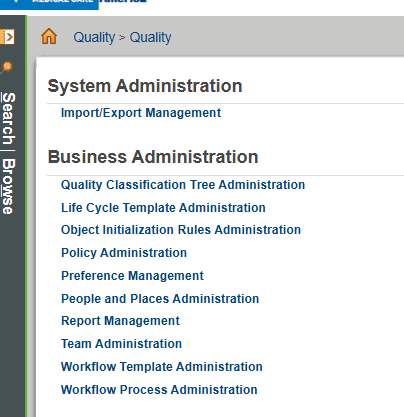 MEDICAL CARE
Quality > Quality
Search | Browse
System Administration
Import/Export Management
Business Administration
Quality Classification Tree Administration
Life Cycle Template Administration
Object Initialization Rules Administration
Policy Administration
Preference Management
People and Places Administration
Report Management
Team Administration
Workflow Template Administration
Workflow Process Administration